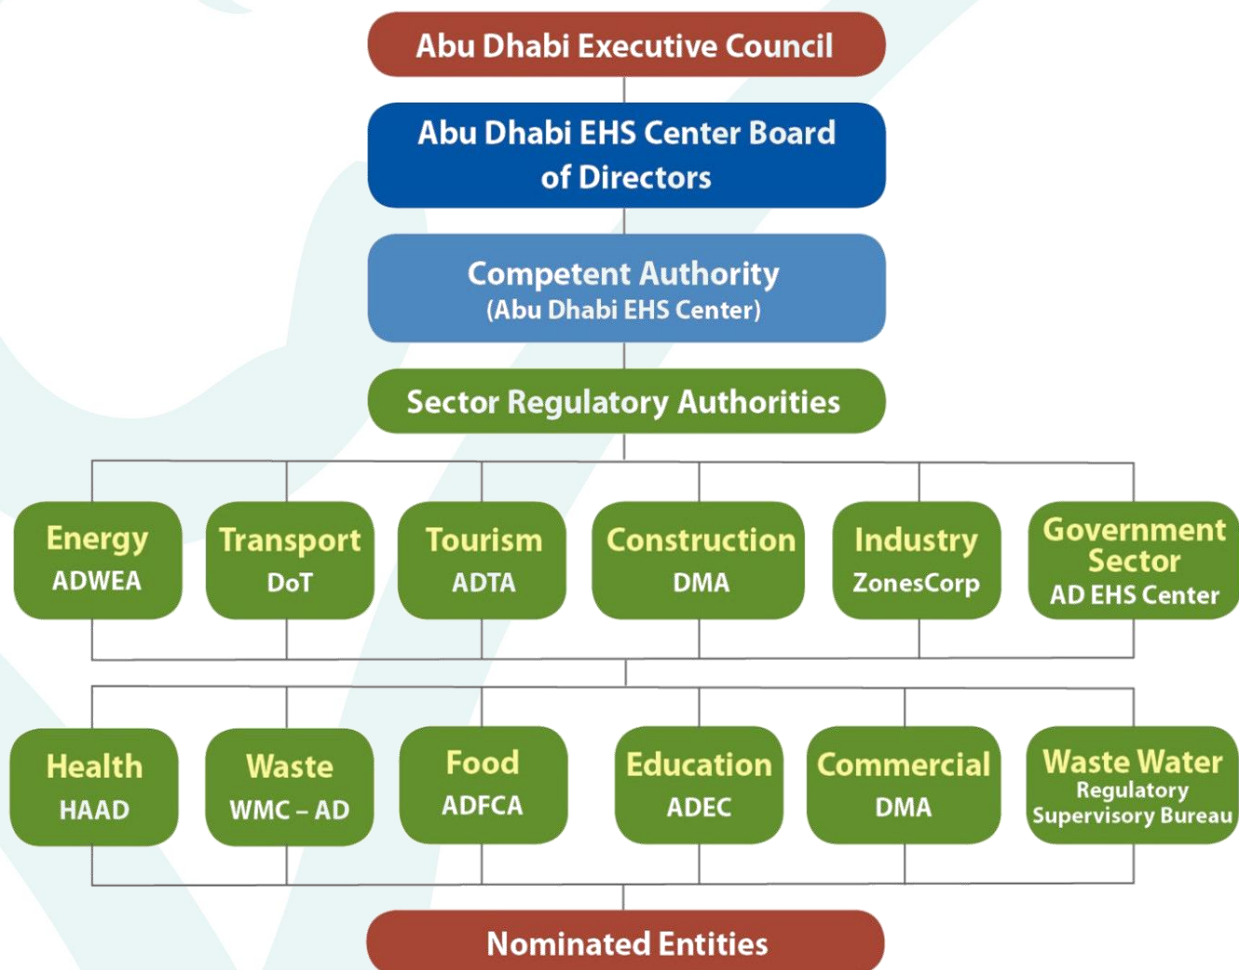 Abu Dhabi Executive Council
Abu Dhabi EHS Center Board
of Directors
Competent Authority
(Abu Dhabi EHS Center)
Sector Regulatory Authorities
Energy
ADWEA
Transport
DoT
Tourism
ADTA
Construction
DMA
Industry
ZonesCorp
Government
Sector
AD EHS Center
Health
HAAD
Waste
WMC – AD
Food
ADFCA
Education
ADEC
Commercial
DMA
Waste Water
Regulatory
Supervisory Bureau
Nominated Entities